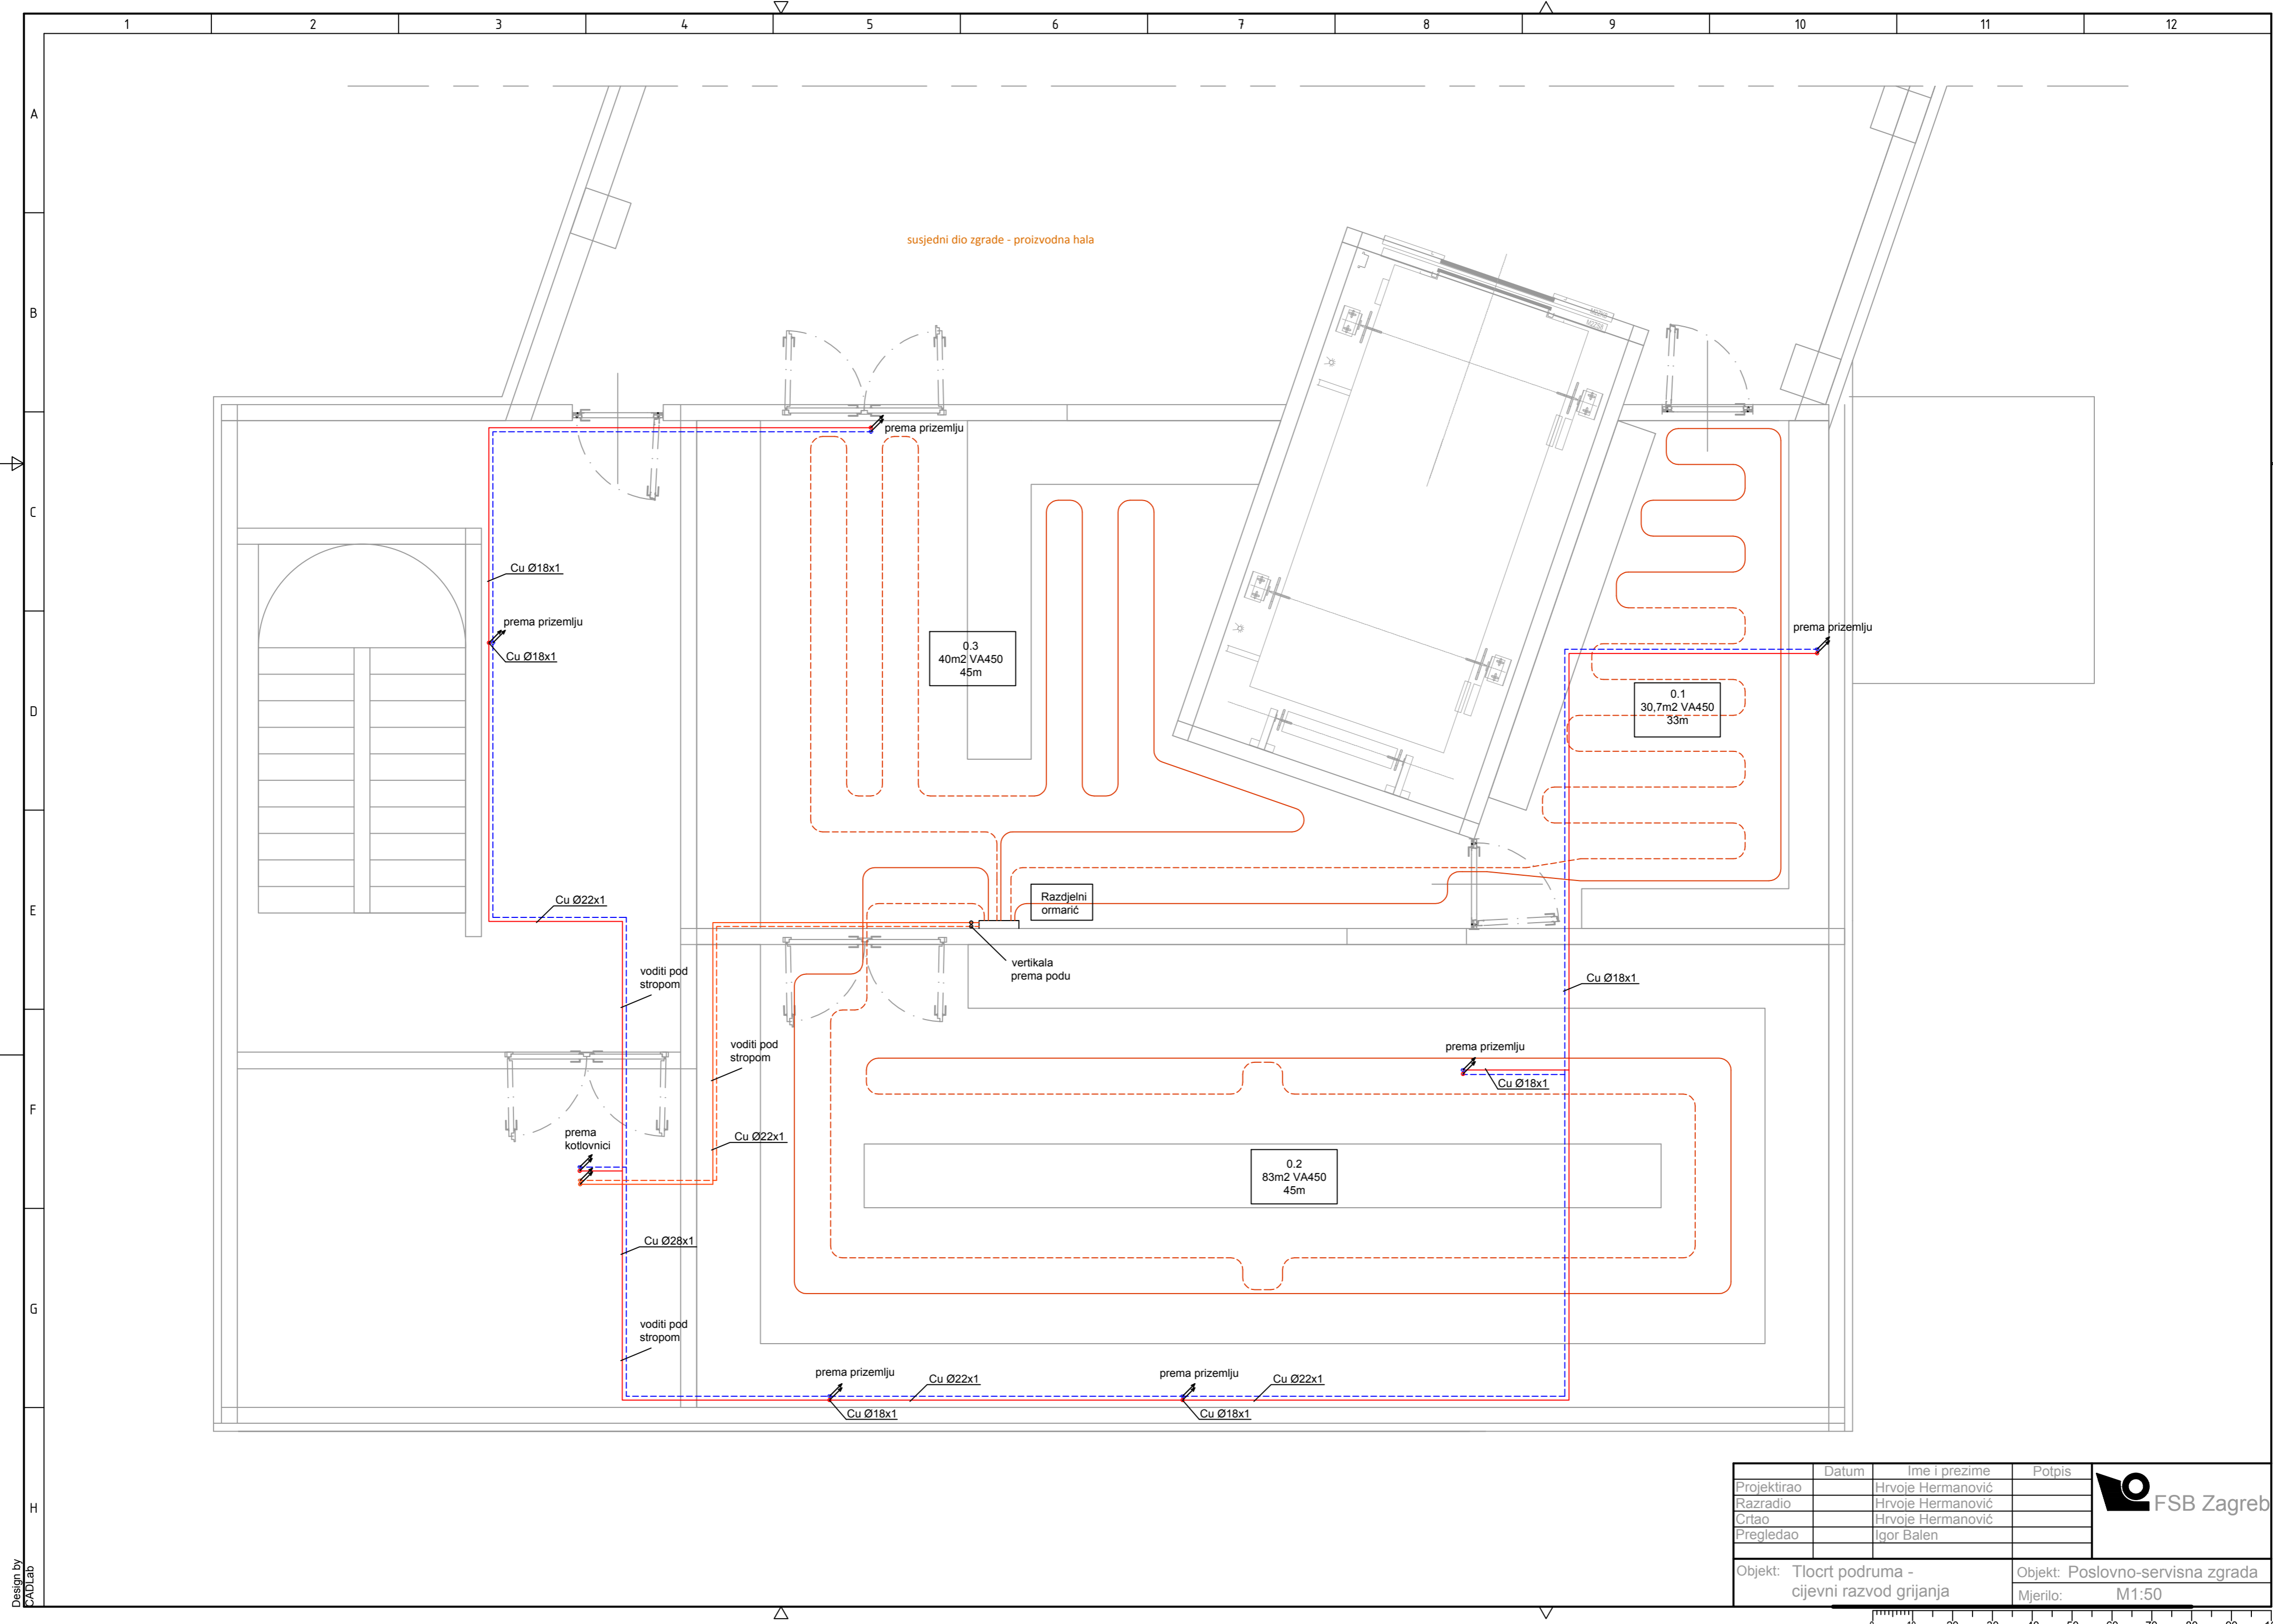 1 2 3 4 5 6 7 8 9 10 11 12
A
B
C
D
E
F
G
H
susjedni dio zgrade - proizvodna hala
prema prizemlju
Cu Ø18x1
prema prizemlju
Cu Ø18x1
0.3
40m2 VA450
45m
prema prizemlju
0.1
30,7m2 VA450
33m
Cu Ø22x1
Razdjelni
ormarić
voditi pod
stropom
vertikala
prema podu
Cu Ø18x1
voditi pod
stropom
prema prizemlju
Cu Ø18x1
prema
kotlovnici
Cu Ø22x1
0.2
83m2 VA450
45m
Cu Ø28x1
voditi pod
stropom
prema prizemlju
Cu Ø22x1
Cu Ø18x1
prema prizemlju
Cu Ø22x1
Cu Ø18x1
Datum Ime i prezime Potpis
Projektirao Hrvoje Hermanović
Razradio Hrvoje Hermanović
Crtao Hrvoje Hermanović
Pregledao Igor Balen
FSB Zagreb
Objekt: Tlocrt podruma -
cijevni razvod grijanja
Objekt: Poslovno-servisna zgrada
Mjerilo: M1:50
Design by
CADLab